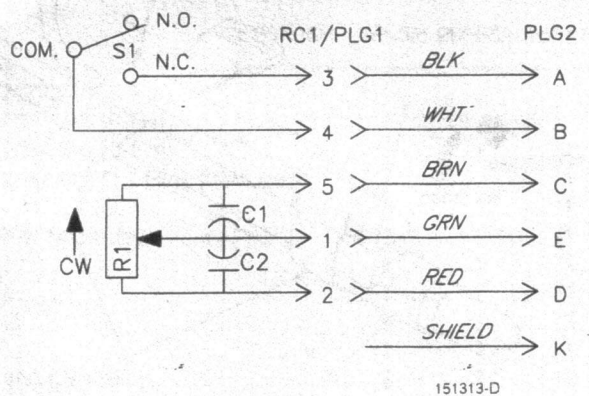 N.O.
COM.
S1
N.C.
RC1/PLG1
PLG2
3
BLK
A
4
WHT
B
5
BRN
C
C1
1
GRN
E
R1
CW
C2
2
RED
D
SHIELD
K
151313-D